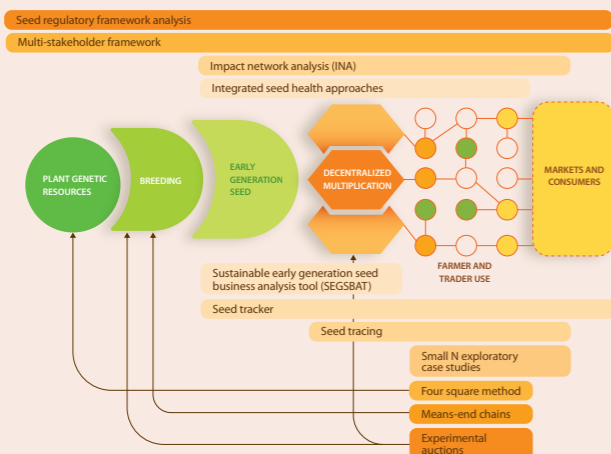 Seed regulatory framework analysis
Multi-stakeholder framework
Impact network analysis (INA)
Integrated seed health approaches
PLANT GENETIC
RESOURCES
BREEDING
EARLY
GENERATION
SEED
DECENTRALIZED
MULTIPLICATION
MARKETS AND
CONSUMERS
FARMER AND
TRADER USE
Sustainable early generation seed
business analysis tool (SEGSBAT)
Seed tracker
Seed tracing
Small N exploratory
case studies
Four square method
Means-end chains
Experimental
auctions